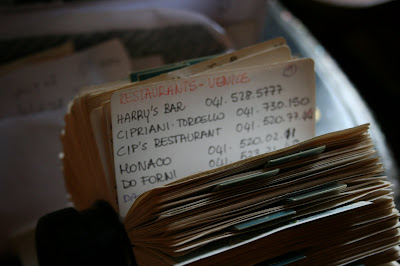 RESTAURANTS - VENICE
HARRY'S BAR 041. 528.5777
CIPRIANI TORCELLO 041. 730.150
CIP'S RESTAURANT 041. 520.77.
MONACO 041. 520.02.
DO FORNI 041.